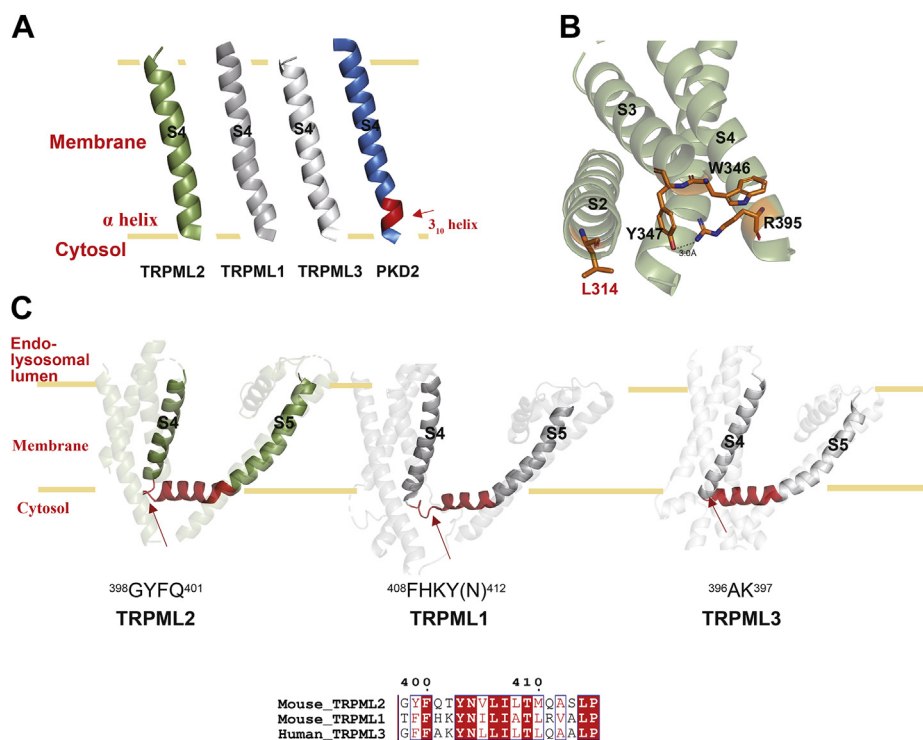 A
Membrane
α helix
Cytosol
S4
S4
S4
S4
3₁₀ helix
TRPML2
TRPML1
TRPML3
PKD2
B
S3
S4
W346
S2
Y347
R395
3.0Å
L314
C
Endo-
lysosomal
lumen
Membrane
Cytosol
S4
S5
S4
S5
S4
S5
³⁹⁸GYFQ⁴⁰¹
TRPML2
⁴⁰⁸FHKY(N)⁴¹²
TRPML1
³⁹⁶AK³⁹⁷
TRPML3
400 410
Mouse_TRPML2 GYFQTYNVLILTMQASLP
Mouse_TRPML1 TFFHKYNILIATLRVALP
Human_TRPML3 GFFAKYNLLILTLQAALP